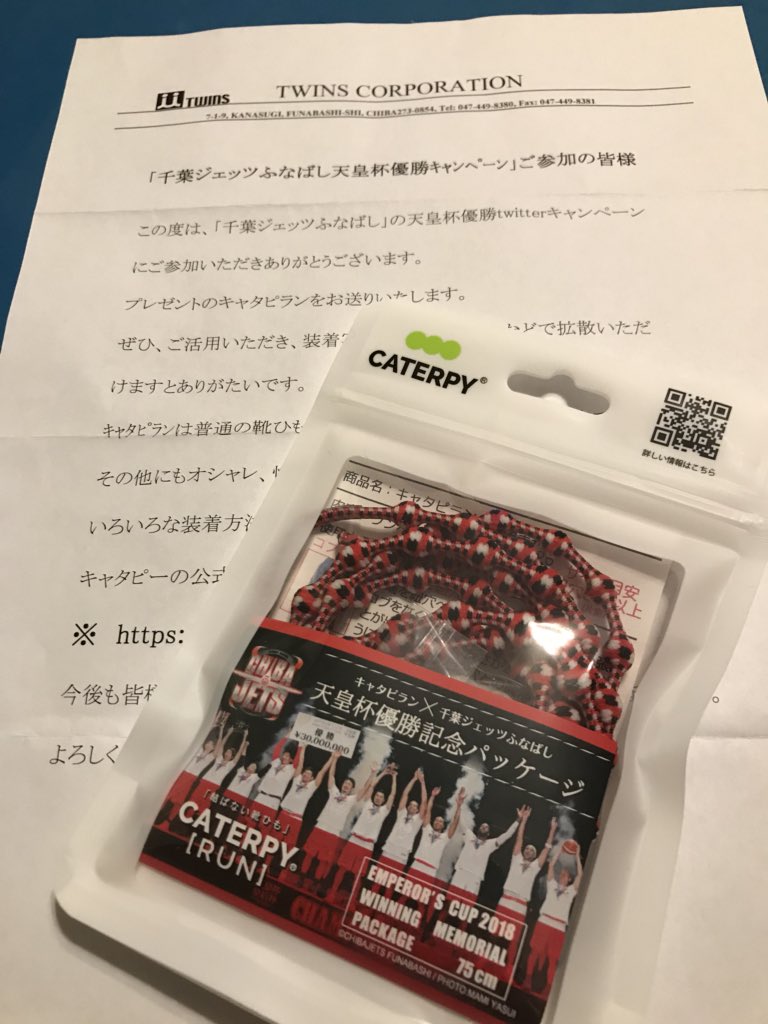 TWINS
TWINS CORPORATION
7-1-9, KANASUGI, FUNABASHI-SHI, CHIBA273-0854, Tel: 047-449-8380, Fax: 047-449-8381
「千葉ジェッツふなばし天皇杯優勝キャンペーン」ご参加の皆様
この度は、「千葉ジェッツふなばし」の天皇杯優勝twitterキャンペーン
にご参加いただきありがとうございます。
プレゼントのキャタピランをお送りいたします。
ぜひ、ご活用いただき、装着 どで拡散いただ
けますとありがたいです。
キャタピランは普通の靴ひも
その他にもオシャレ、
いろいろな装着方
キャタピーの公式
※ https:
今後も皆様 。
よろしく
CATERPY®
詳しい情報はこちら
商品名：キャタピ
目安
以上
CHIBA
JETS
キャタピラン×千葉ジェッツふなばし
天皇杯優勝記念パッケージ
優勝
¥30,000,000
「結ばない靴ひも」
CATERPY®
[RUN]
EMPEROR'S CUP 2018
WINNING MEMORIAL
PACKAGE 75cm
©CHIBAJETS FUNABASHI / PHOTO MAMI YASUI